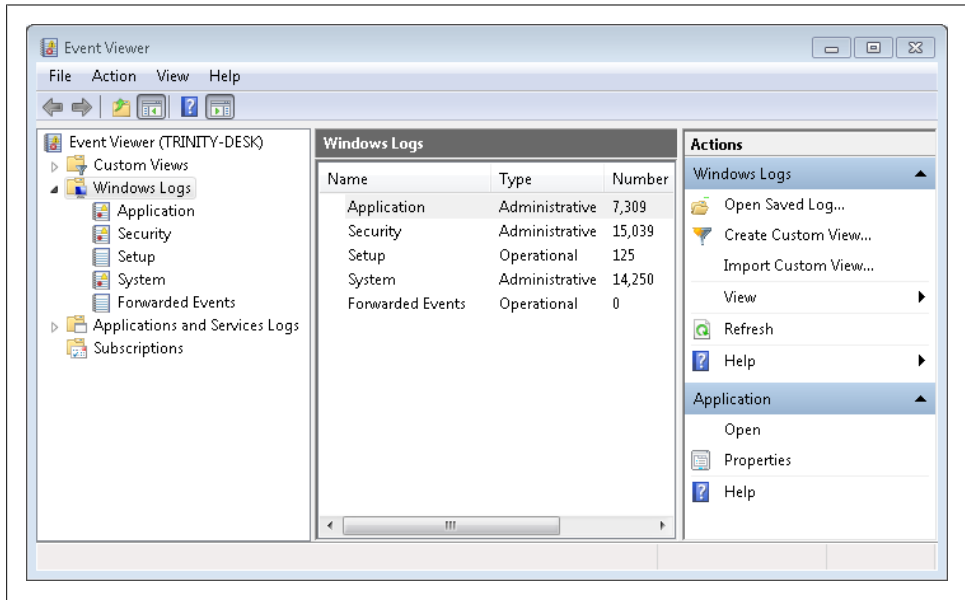 Event Viewer
File Action View Help
Event Viewer (TRINITY-DESK)
Custom Views
Windows Logs
Application
Security
Setup
System
Forwarded Events
Applications and Services Logs
Subscriptions
Windows Logs
Name Type Number
Application Administrative 7,309
Security Administrative 15,039
Setup Operational 125
System Administrative 14,250
Forwarded Events Operational 0
Actions
Windows Logs
Open Saved Log...
Create Custom View...
Import Custom View...
View
Refresh
Help
Application
Open
Properties
Help